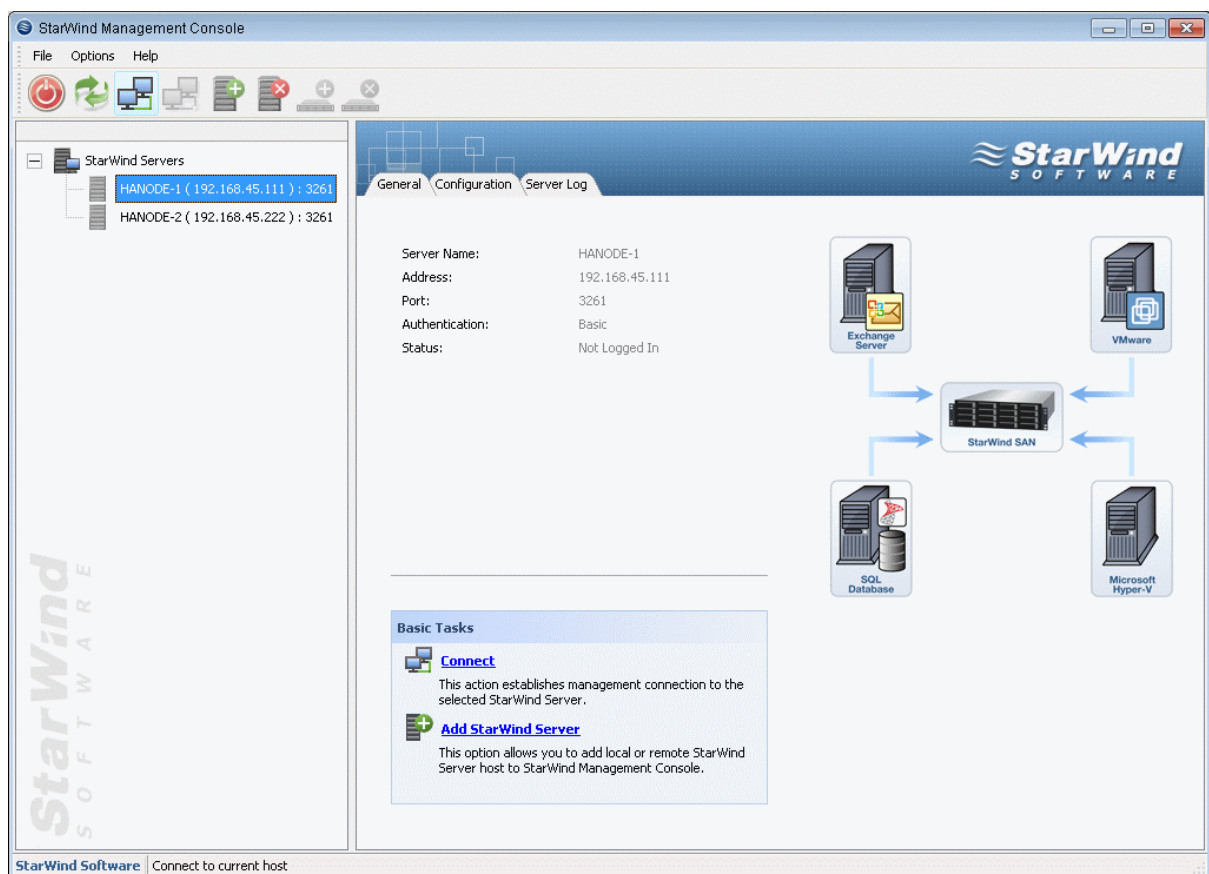 StarWind Management Console
File Options Help
StarWind Servers
HANODE-1 ( 192.168.45.111 ) : 3261
HANODE-2 ( 192.168.45.222 ) : 3261
StarWind
SOFTWARE
General Configuration Server Log
StarWind
SOFTWARE
Server Name: HANODE-1
Address: 192.168.45.111
Port: 3261
Authentication: Basic
Status: Not Logged In
Exchange
Server
VMware
StarWind SAN
SQL
Database
Microsoft
Hyper-V
Basic Tasks
Connect
This action establishes management connection to the
selected StarWind Server.
Add StarWind Server
This option allows you to add local or remote StarWind
Server host to StarWind Management Console.
StarWind Software Connect to current host